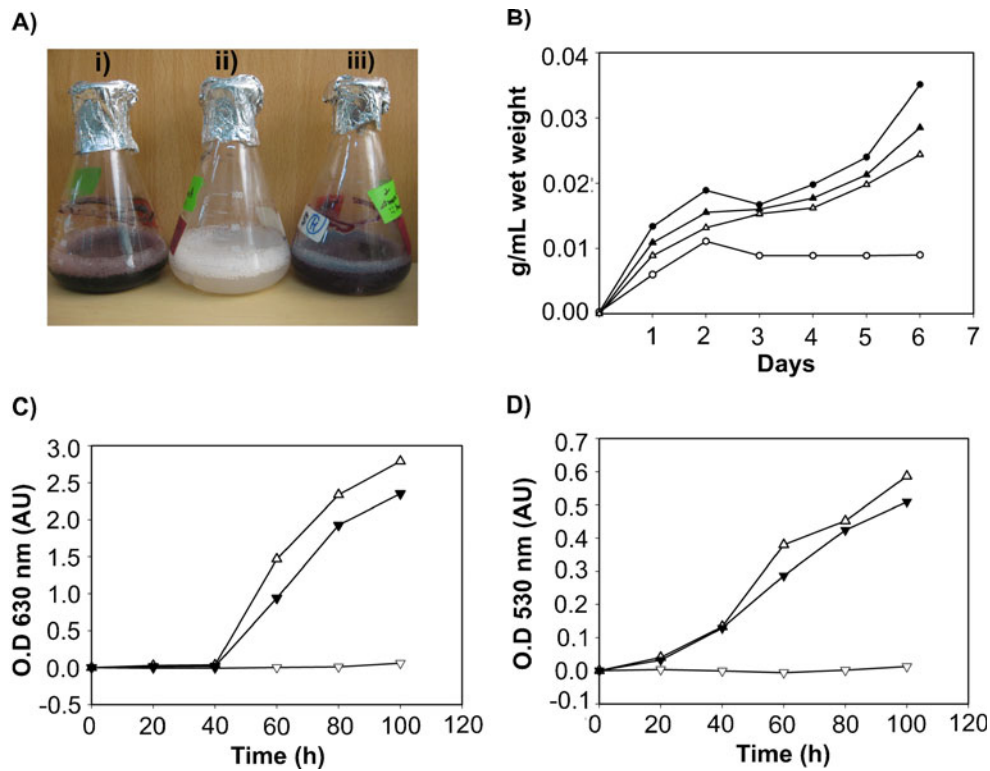 A)
i) ii) iii)
B)
g/mL wet weight
0.04
0.03
0.02
0.01
0.00
1 2 3 4 5 6 7
Days
C)
O.D 630 nm (AU)
3.0
2.5
2.0
1.5
1.0
0.5
0.0
-0.5
0 20 40 60 80 100 120
Time (h)
D)
O.D 530 nm (AU)
0.7
0.6
0.5
0.4
0.3
0.2
0.1
0.0
-0.1
0 20 40 60 80 100 120
Time (h)